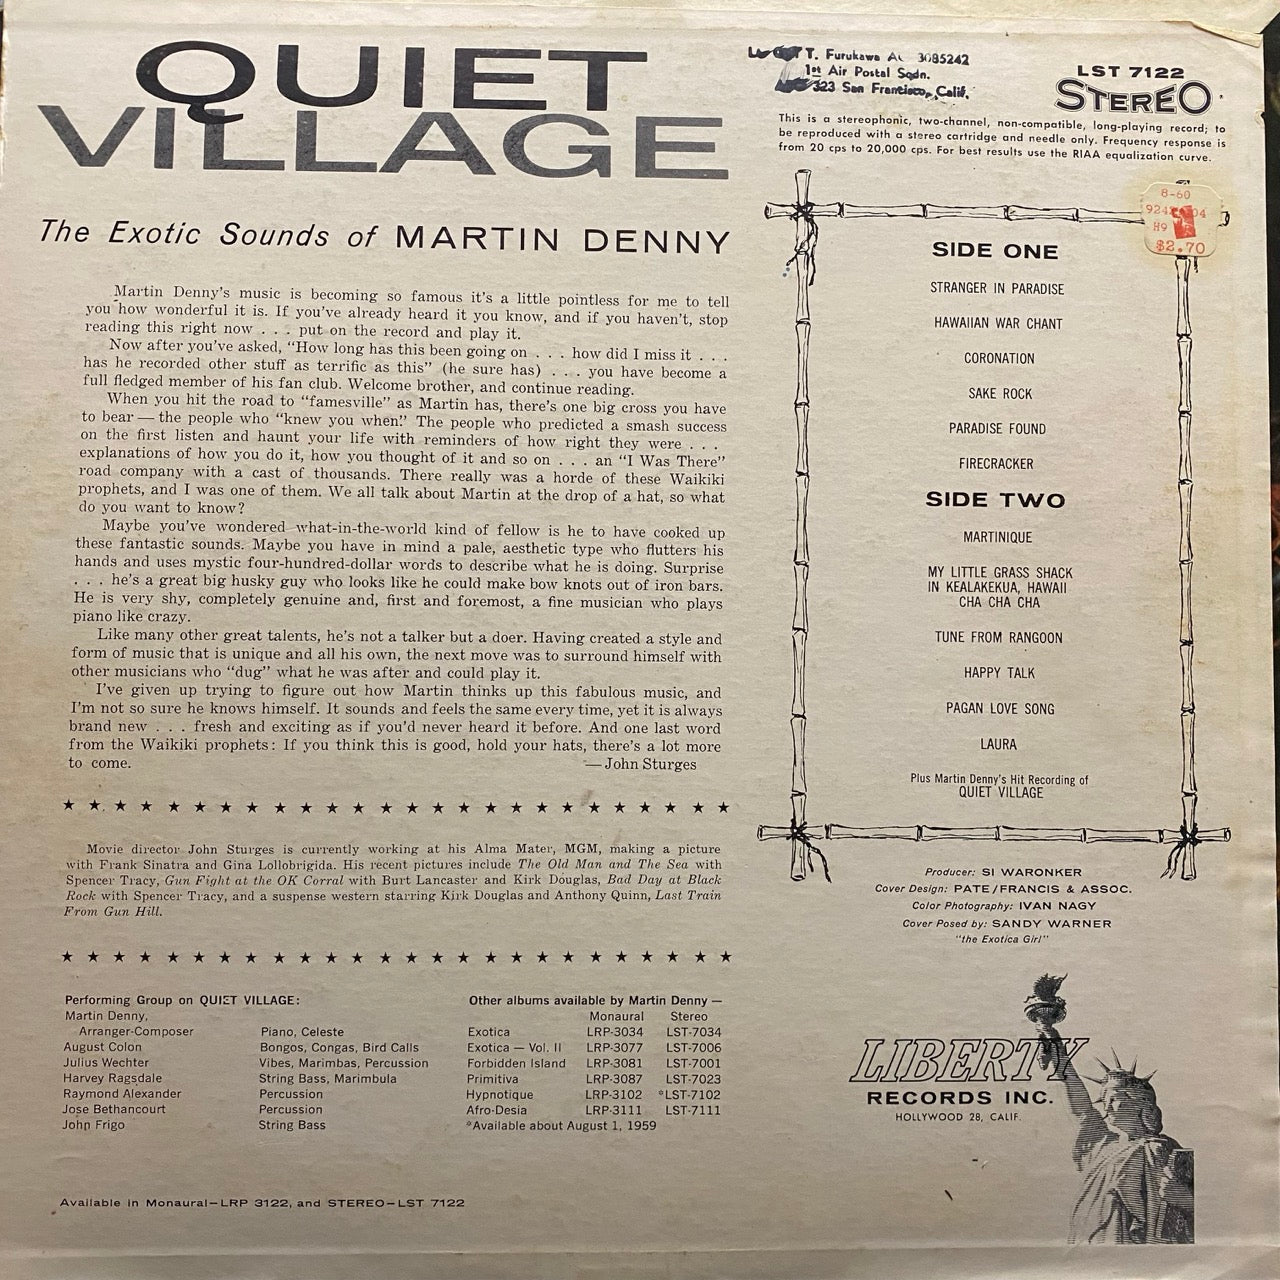 QUIET
VILLAGE
The Exotic Sounds of MARTIN DENNY
Martin Denny's music is becoming so famous it's a little pointless for me to tell
you how wonderful it is. If you've already heard it you know, and if you haven't, stop
reading this right now . . . put on the record and play it.
Now after you've asked, "How long has this been going on . . . how did I miss it . . .
has he recorded other stuff as terrific as this" (he sure has) . . . you have become a
full fledged member of his fan club. Welcome brother, and continue reading.
When you hit the road to "famesville" as Martin has, there's one big cross you have
to bear — the people who "knew you when." The people who predicted a smash success
on the first listen and haunt your life with reminders of how right they were . . .
explanations of how you do it, how you thought of it and so on . . . an "I Was There"
road company with a cast of thousands. There really was a horde of these Waikiki
prophets, and I was one of them. We all talk about Martin at the drop of a hat, so what
do you want to know?
Maybe you've wondered what-in-the-world kind of fellow is he to have cooked up
these fantastic sounds. Maybe you have in mind a pale, aesthetic type who flutters his
hands and uses mystic four-hundred-dollar words to describe what he is doing. Surprise
. . . he's a great big husky guy who looks like he could make bow knots out of iron bars.
He is very shy, completely genuine and, first and foremost, a fine musician who plays
piano like crazy.
Like many other great talents, he's not a talker but a doer. Having created a style and
form of music that is unique and all his own, the next move was to surround himself with
other musicians who "dug" what he was after and could play it.
I've given up trying to figure out how Martin thinks up this fabulous music, and
I'm not so sure he knows himself. It sounds and feels the same every time, yet it is always
brand new . . . fresh and exciting as if you'd never heard it before. And one last word
from the Waikiki prophets: If you think this is good, hold your hats, there's a lot more
to come. — John Sturges
★ ★ ★ ★ ★ ★ ★ ★ ★ ★ ★ ★ ★ ★ ★ ★ ★ ★ ★ ★ ★ ★ ★ ★ ★ ★
Movie director John Sturges is currently working at his Alma Mater, MGM, making a picture
with Frank Sinatra and Gina Lollobrigida. His recent pictures include The Old Man and The Sea with
Spencer Tracy, Gun Fight at the OK Corral with Burt Lancaster and Kirk Douglas, Bad Day at Black
Rock with Spencer Tracy, and a suspense western starring Kirk Douglas and Anthony Quinn, Last Train
From Gun Hill.
★ ★ ★ ★ ★ ★ ★ ★ ★ ★ ★ ★ ★ ★ ★ ★ ★ ★ ★ ★ ★ ★ ★ ★ ★ ★
Performing Group on QUIET VILLAGE:
Martin Denny,
Arranger-Composer Piano, Celeste
August Colon Bongos, Congas, Bird Calls
Julius Wechter Vibes, Marimbas, Percussion
Harvey Ragsdale String Bass, Marimbula
Raymond Alexander Percussion
Jose Bethancourt Percussion
John Frigo String Bass
Other albums available by Martin Denny —
Monaural Stereo
Exotica LRP-3034 LST-7034
Exotica — Vol. II LRP-3077 LST-7006
Forbidden Island LRP-3081 LST-7001
Primitiva LRP-3087 LST-7023
Hypnotique LRP-3102 *LST-7102
Afro-Desia LRP-3111 LST-7111
*Available about August 1, 1959
Available in Monaural—LRP 3122, and STEREO—LST 7122
T. Furukawa 3085242
1st Air Postal Sqdn.
323 San Francisco, Calif.
LST 7122
STEREO
This is a stereophonic, two-channel, non-compatible, long-playing record; to
be reproduced with a stereo cartridge and needle only. Frequency response is
from 20 cps to 20,000 cps. For best results use the RIAA equalization curve.
8-60
H9
$2.70
SIDE ONE
STRANGER IN PARADISE
HAWAIIAN WAR CHANT
CORONATION
SAKE ROCK
PARADISE FOUND
FIRECRACKER
SIDE TWO
MARTINIQUE
MY LITTLE GRASS SHACK
IN KEALAKEKUA, HAWAII
CHA CHA CHA
TUNE FROM RANGOON
HAPPY TALK
PAGAN LOVE SONG
LAURA
Plus Martin Denny's Hit Recording of
QUIET VILLAGE
Producer: SI WARONKER
Cover Design: PATE/FRANCIS & ASSOC.
Color Photography: IVAN NAGY
Cover Posed by: SANDY WARNER
"the Exotica Girl"
LIBERTY
RECORDS INC.
HOLLYWOOD 28, CALIF.